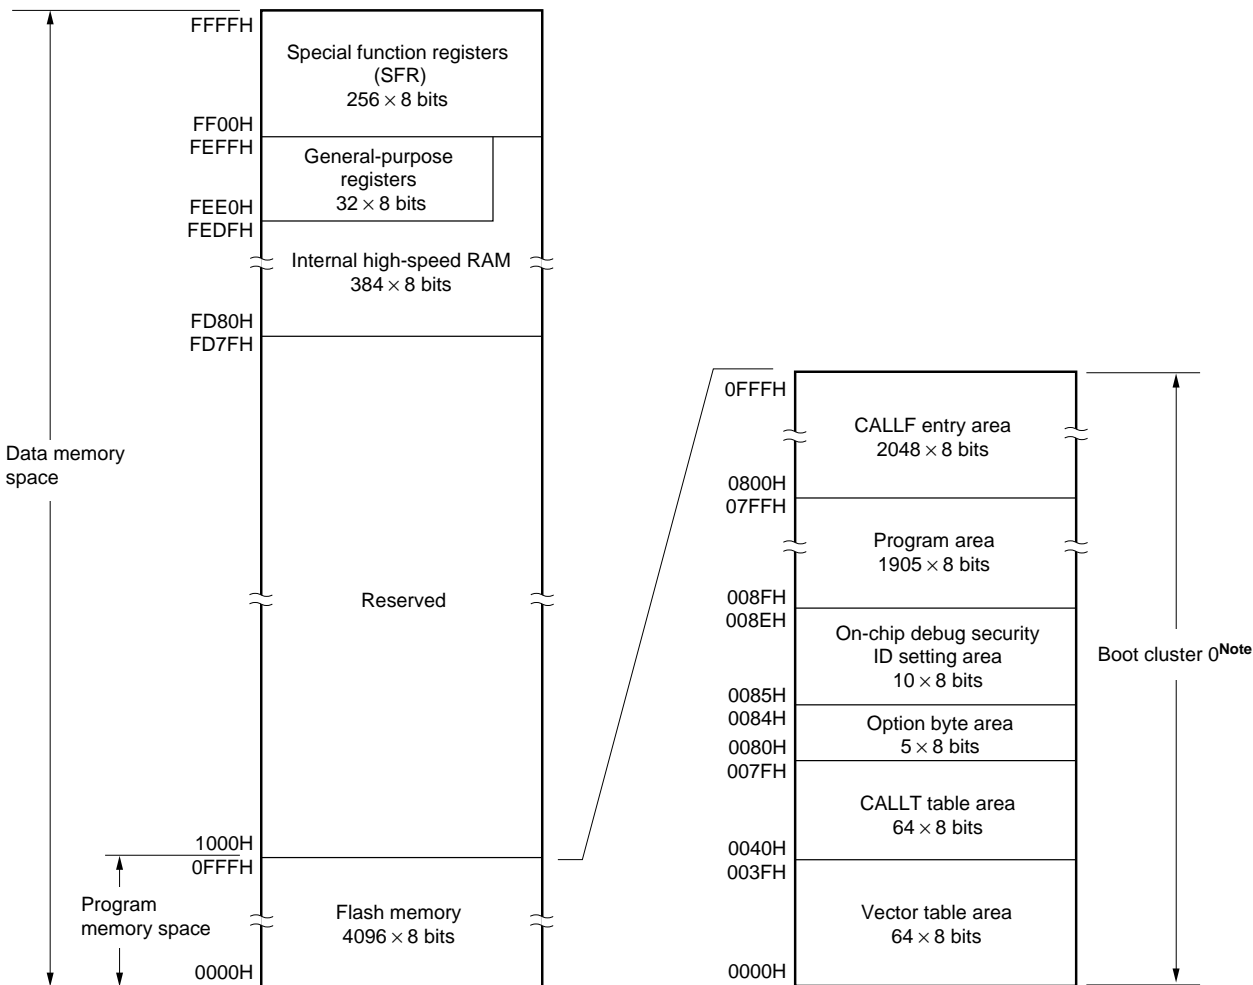 FFFFH
Special function registers
(SFR)
256 × 8 bits
FF00H
FEFFH
General-purpose
registers
32 × 8 bits
FEE0H
FEDFH
Internal high-speed RAM
384 × 8 bits
FD80H
FD7FH
Data memory
space
Reserved
1000H
0FFFH
Program
memory space
Flash memory
4096 × 8 bits
0000H
0FFFH
CALLF entry area
2048 × 8 bits
0800H
07FFH
Program area
1905 × 8 bits
008FH
008EH
On-chip debug security
ID setting area
10 × 8 bits
0085H
0084H
Option byte area
5 × 8 bits
0080H
007FH
CALLT table area
64 × 8 bits
0040H
003FH
Vector table area
64 × 8 bits
0000H
Boot cluster 0Note